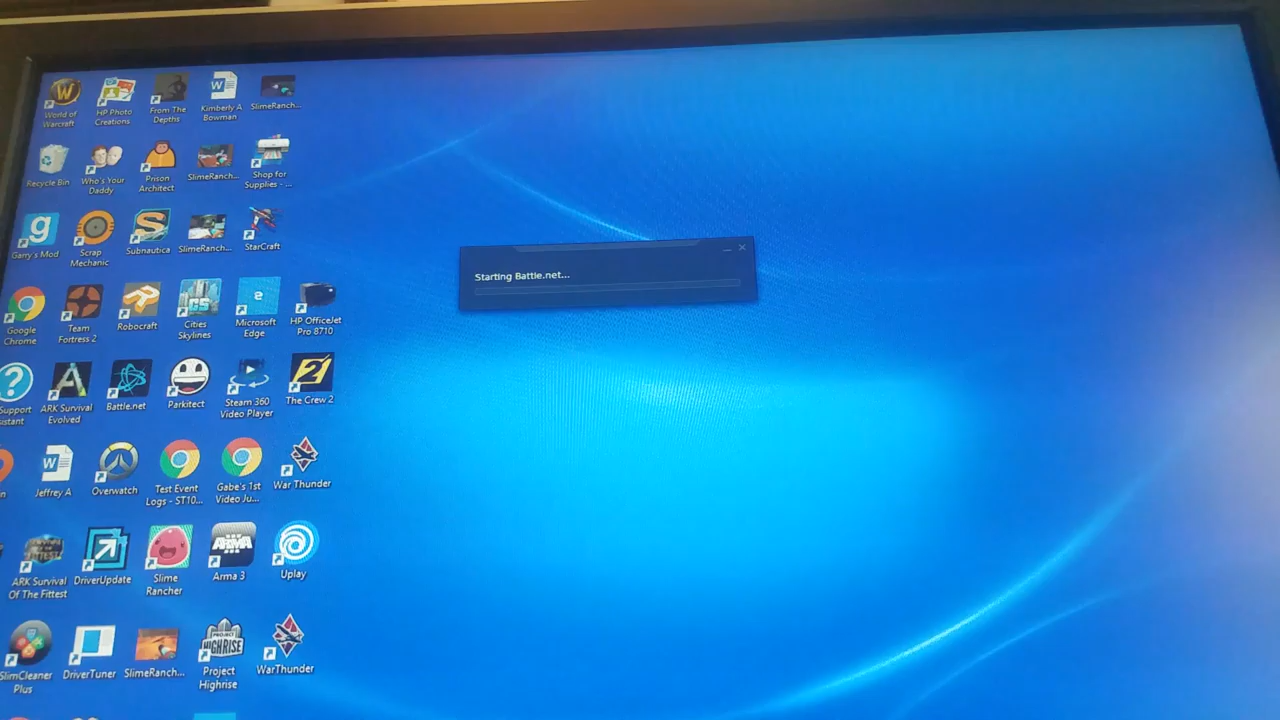 World of
Warcraft
HP Photo
Creations
From The
Depths
Kimberly A
Bowman
SlimeRanch...
Recycle Bin
Who's Your
Daddy
Prison
Architect
SlimeRanch...
Shop for
Supplies - ...
Garry's Mod
Scrap
Mechanic
Subnautica
SlimeRanch...
StarCraft
Starting Battle.net...
Google
Chrome
Team
Fortress 2
Robocraft
Cities
Skylines
Microsoft
Edge
HP OfficeJet
Pro 8710
Support
ARK Survival
Evolved
Battle.net
Parkitect
Steam 360
Video Player
The Crew 2
Jeffrey A
Overwatch
Test Event
Logs - ST10...
Gabe's 1st
Video Ju...
War Thunder
ARK Survival
Of The Fittest
DriverUpdate
Slime
Rancher
ARMA
Arma 3
Uplay
SlimCleaner
Plus
DriverTuner
SlimeRanch...
PROJECT
HIGHRISE
Project
Highrise
WarThunder